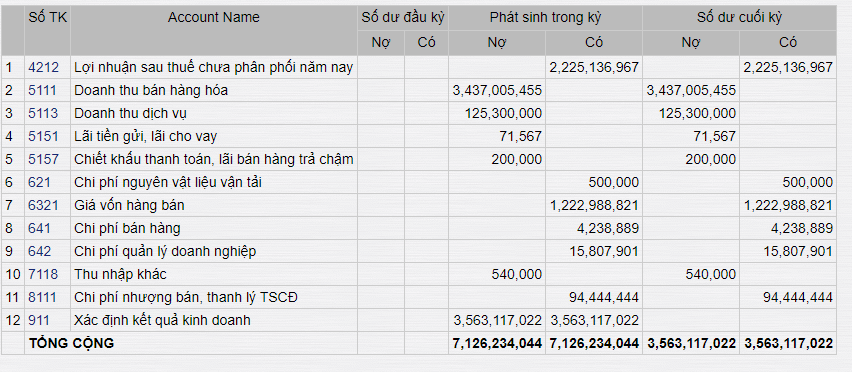 Số TK Account Name Số dư đầu kỳ Phát sinh trong kỳ Số dư cuối kỳ
Nợ Có Nợ Có Nợ Có
1 4212 Lợi nhuận sau thuế chưa phân phối năm nay 2,225,136,967 2,225,136,967
2 5111 Doanh thu bán hàng hóa 3,437,005,455 3,437,005,455
3 5113 Doanh thu dịch vụ 125,300,000 125,300,000
4 5151 Lãi tiền gửi, lãi cho vay 71,567 71,567
5 5157 Chiết khấu thanh toán, lãi bán hàng trả chậm 200,000 200,000
6 621 Chi phí nguyên vật liệu vận tải 500,000 500,000
7 6321 Giá vốn hàng bán 1,222,988,821 1,222,988,821
8 641 Chi phí bán hàng 4,238,889 4,238,889
9 642 Chi phí quản lý doanh nghiệp 15,807,901 15,807,901
10 7118 Thu nhập khác 540,000 540,000
11 8111 Chi phí nhượng bán, thanh lý TSCĐ 94,444,444 94,444,444
12 911 Xác định kết quả kinh doanh 3,563,117,022 3,563,117,022
TỔNG CỘNG 7,126,234,044 7,126,234,044 3,563,117,022 3,563,117,022